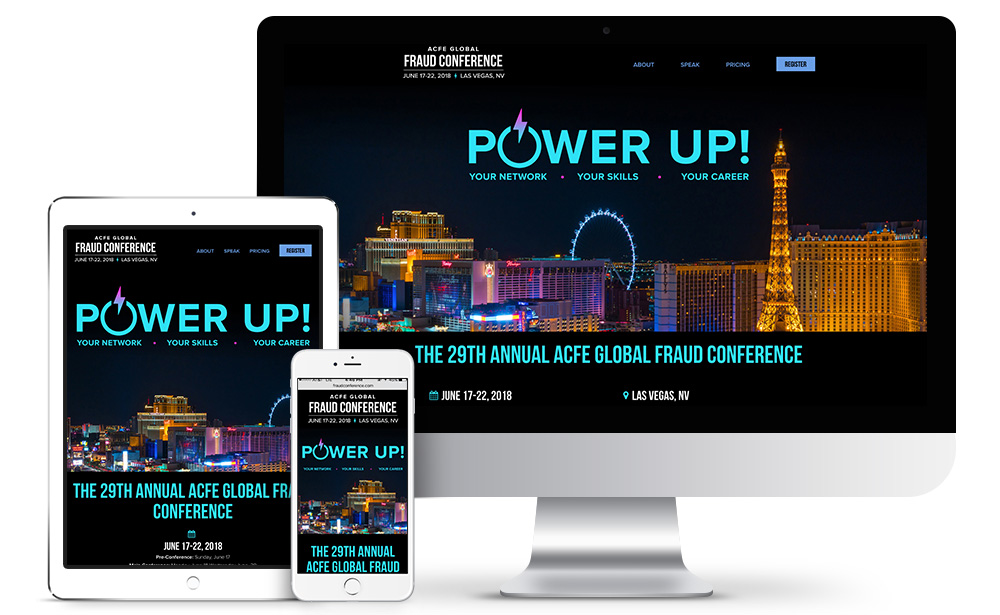 ACFE GLOBAL
FRAUD CONFERENCE
JUNE 17-22, 2018 LAS VEGAS, NV
ABOUT SPEAK PRICING REGISTER
POWER UP!
YOUR NETWORK • YOUR SKILLS • YOUR CAREER
VENETIAN
Flamingo
THE 29TH ANNUAL ACFE GLOBAL FRAUD CONFERENCE
JUNE 17-22, 2018 LAS VEGAS, NV
ACFE GLOBAL
FRAUD CONFERENCE
JUNE 17-22, 2018 LAS VEGAS, NV
ABOUT SPEAK PRICING REGISTER
POWER UP!
YOUR NETWORK • YOUR SKILLS • YOUR CAREER
THE 29TH ANNUAL ACFE GLOBAL FRA
CONFERENCE
JUNE 17-22, 2018
Pre-Conference: Sunday, June 17
fraudconference.com
ACFE GLOBAL
FRAUD CONFERENCE
JUNE 17-22, 2018 LAS VEGAS, NV
POWER UP!
YOUR NETWORK • YOUR SKILLS • YOUR CAREER
THE 29TH ANNUAL
ACFE GLOBAL FRAUD